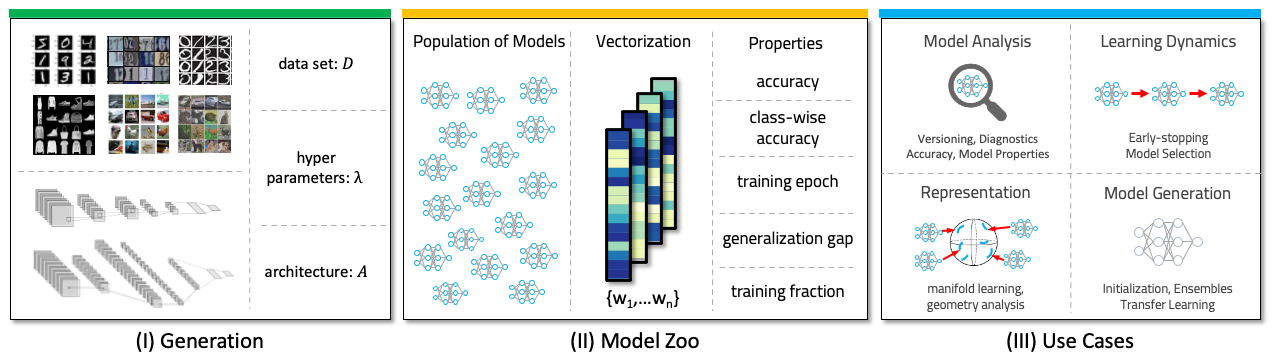 data set: D
hyper
parameters: λ
architecture: A
(I) Generation
Population of Models
Vectorization
{w₁,...wₙ}
Properties
accuracy
class-wise
accuracy
training epoch
generalization gap
training fraction
(II) Model Zoo
Model Analysis
Versioning, Diagnostics
Accuracy, Model Properties
Learning Dynamics
Early-stopping
Model Selection
Representation
manifold learning,
geometry analysis
Model Generation
Initialization, Ensembles
Transfer Learning
(III) Use Cases